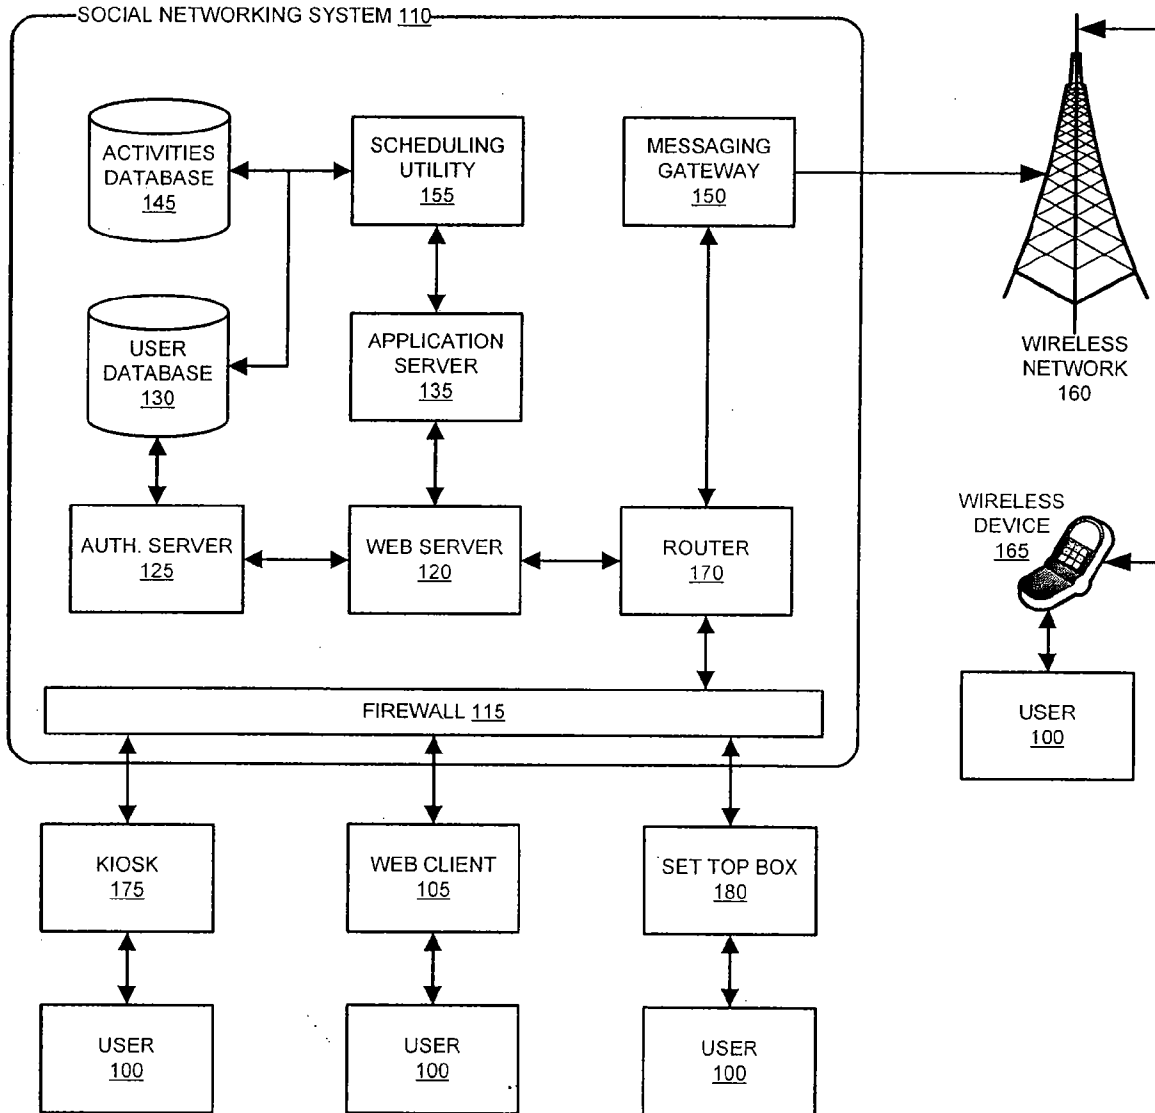 SOCIAL NETWORKING SYSTEM 110
ACTIVITIES
DATABASE
145
SCHEDULING
UTILITY
155
MESSAGING
GATEWAY
150
USER
DATABASE
130
APPLICATION
SERVER
135
WIRELESS
NETWORK
160
AUTH. SERVER
125
WEB SERVER
120
ROUTER
170
WIRELESS
DEVICE
165
FIREWALL 115
USER
100
KIOSK
175
WEB CLIENT
105
SET TOP BOX
180
USER
100
USER
100
USER
100